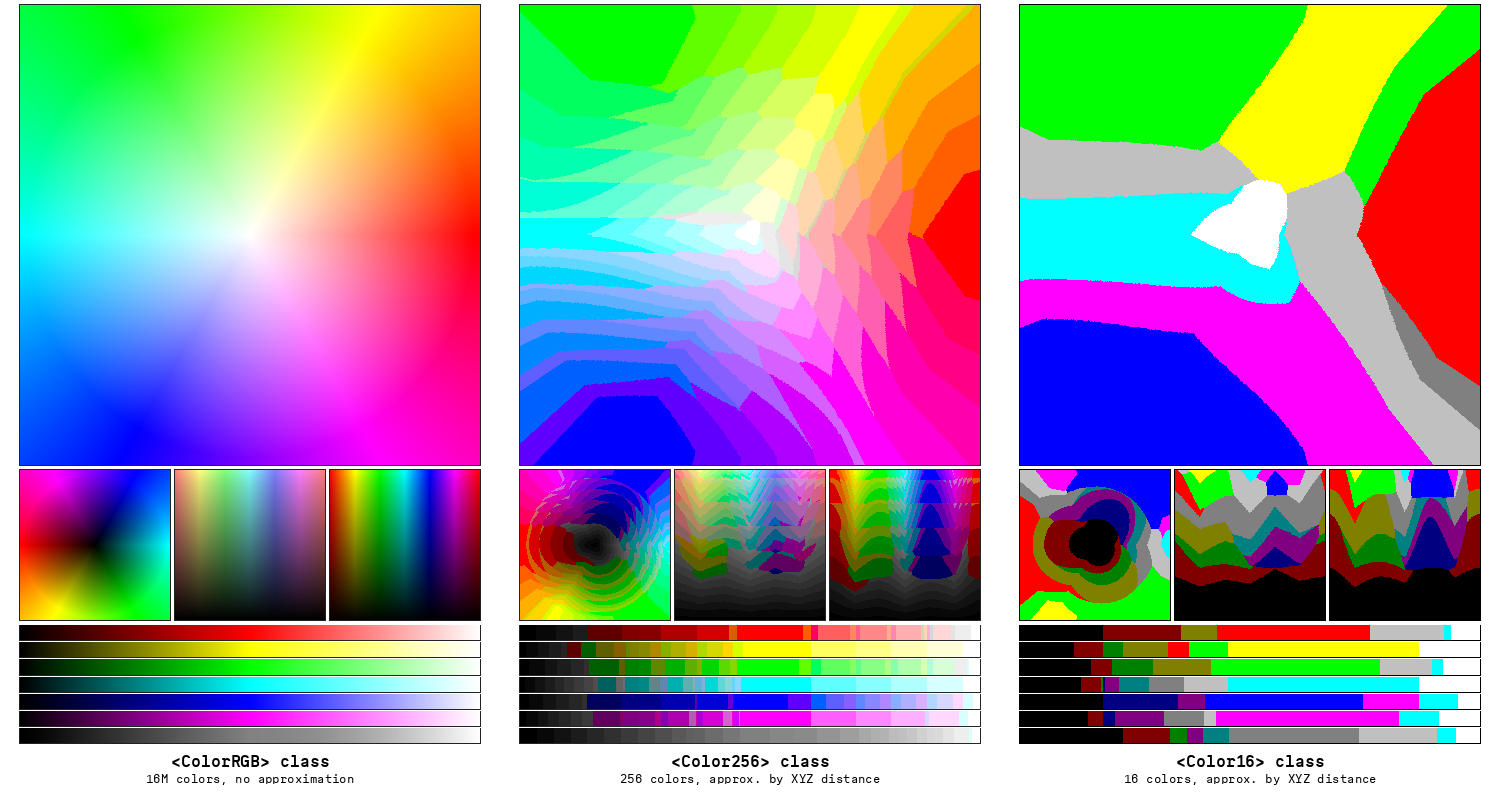 <ColorRGB> class
16M colors, no approximation
<Color256> class
256 colors, approx. by XYZ distance
<Color16> class
16 colors, approx. by XYZ distance